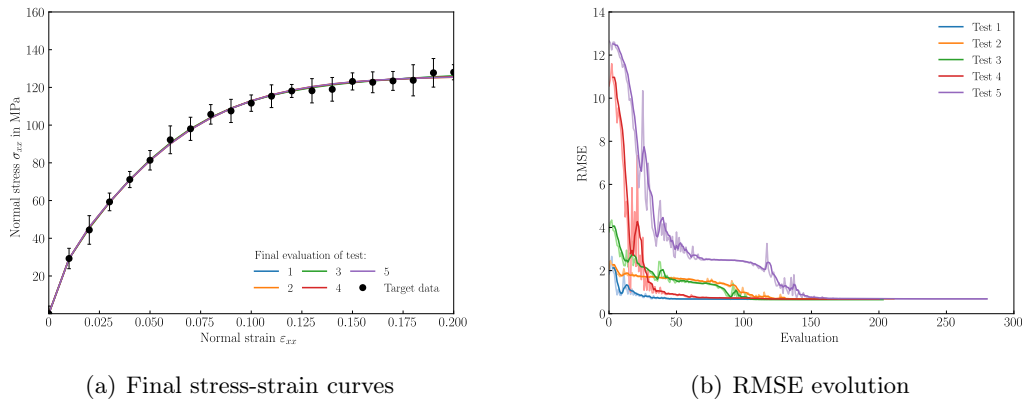 160
140
120
100
80
60
40
20
0
Normal stress σxx in MPa
0 0.025 0.050 0.075 0.100 0.125 0.150 0.175 0.200
Normal strain εxx
Final evaluation of test:
1 3 5
2 4 Target data
(a) Final stress-strain curves
14
12
10
8
6
4
2
0
RMSE
0 50 100 150 200 250 300
Evaluation
Test 1
Test 2
Test 3
Test 4
Test 5
(b) RMSE evolution